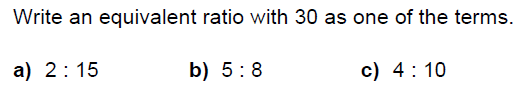 Write an equivalent ratio with 30 as one of the terms.
a) 2 : 15 b) 5 : 8 c) 4 : 10